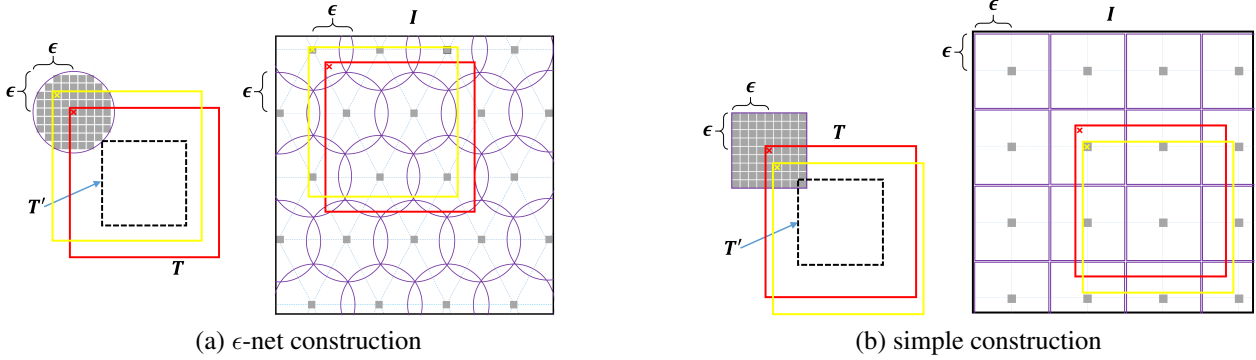 ϵ
I
ϵ
ϵ
ϵ
T'
T
(a) ϵ-net construction
ϵ
I
ϵ
ϵ
ϵ
T
T'
(b) simple construction